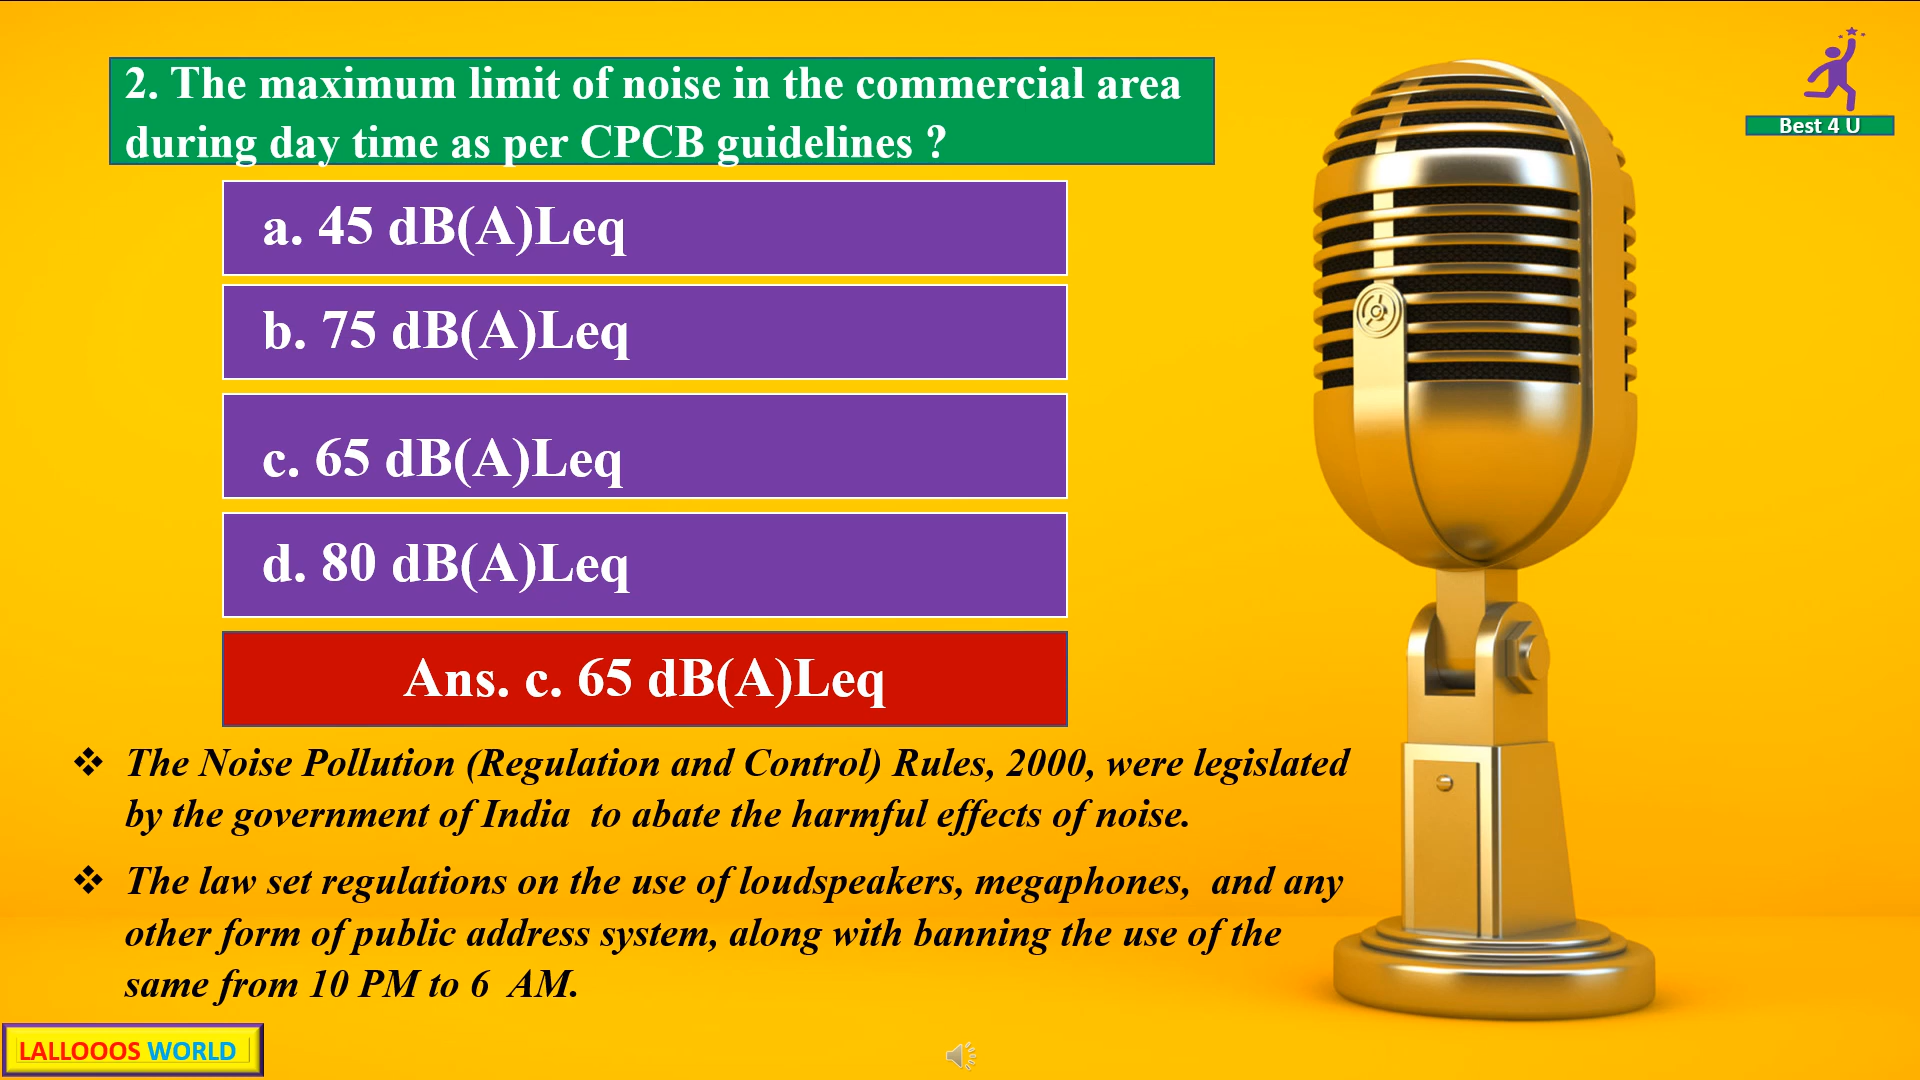 2. The maximum limit of noise in the commercial area
during day time as per CPCB guidelines ?
Best 4 U
a. 45 dB(A)Leq
b. 75 dB(A)Leq
c. 65 dB(A)Leq
d. 80 dB(A)Leq
Ans. c. 65 dB(A)Leq
❖ The Noise Pollution (Regulation and Control) Rules, 2000, were legislated
by the government of India to abate the harmful effects of noise.
❖ The law set regulations on the use of loudspeakers, megaphones, and any
other form of public address system, along with banning the use of the
same from 10 PM to 6 AM.
LALLOOOS WORLD